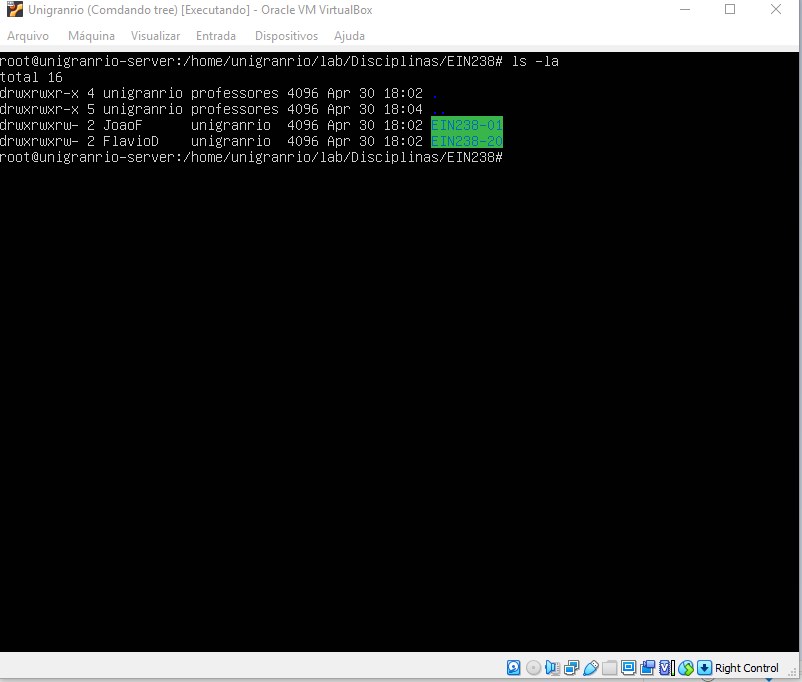 Unigranrio (Comdando tree) [Executando] - Oracle VM VirtualBox
Arquivo Máquina Visualizar Entrada Dispositivos Ajuda
root@unigranrio-server:/home/unigranrio/lab/Disciplinas/EIN238# ls -la
total 16
drwxrwxr-x 4 unigranrio professores 4096 Apr 30 18:02 .
drwxrwxr-x 5 unigranrio professores 4096 Apr 30 18:04 ..
drwxrwxrw- 2 JoaoF unigranrio 4096 Apr 30 18:02 EIN238-01
drwxrwxrw- 2 FlavioD unigranrio 4096 Apr 30 18:02 EIN238-20
root@unigranrio-server:/home/unigranrio/lab/Disciplinas/EIN238#
Right Control